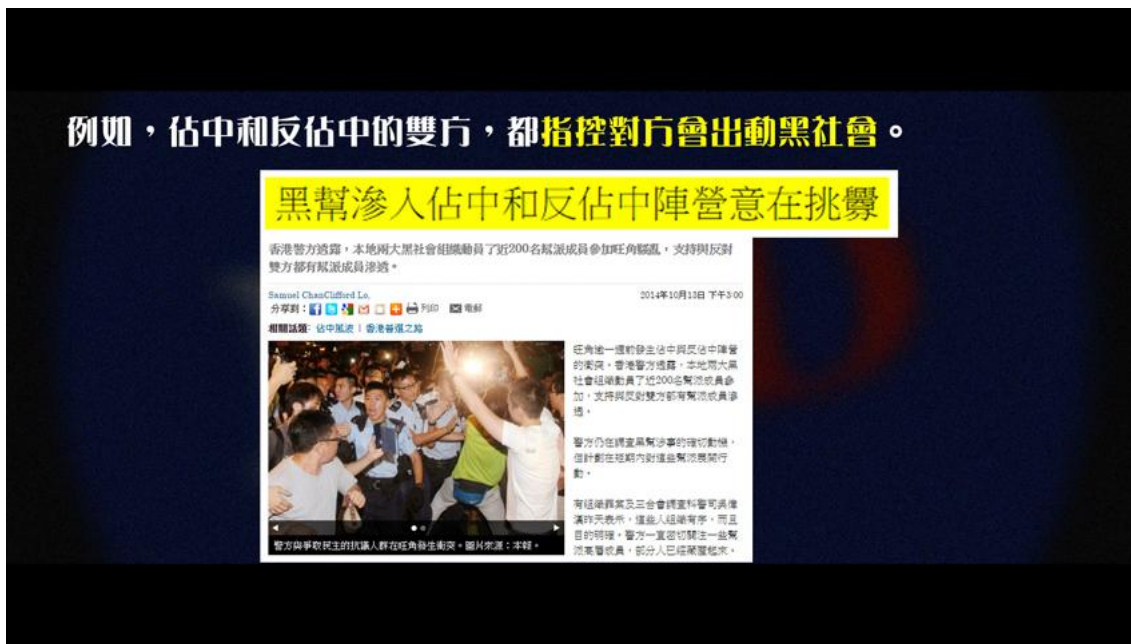 例如，佔中和反佔中的雙方，都指控對方會出動黑社會。
黑幫滲入佔中和反佔中陣營意在挑釁
香港警方透露，本地兩大黑社會組織動員了近200名幫派成員參加旺角騷亂，支持與反對
雙方都有幫派成員滲透。
Samuel ChanClifford Lo,
2014年10月13日 下午3:00
分享到：
列印
電郵
相關話題: 佔中風波 | 香港普選之路
旺角逾一週前發生佔中與反佔中陣營
的衝突，香港警方透露，本地兩大黑
社會組織動員了近200名幫派成員參
加，支持與反對雙方都有幫派成員滲
透。
警方仍在調查黑幫涉事的確切動機，
但計劃在短期內對這些幫派展開行
動。
有組織罪案及三合會調查科警司吳偉
漢昨天表示，這些人組織有序，而且
目的明確。警方一直密切關注一些幫
派高層成員，部分人已經藏匿起來。
警方與爭取民主的抗議人群在旺角發生衝突。圖片來源：本報。